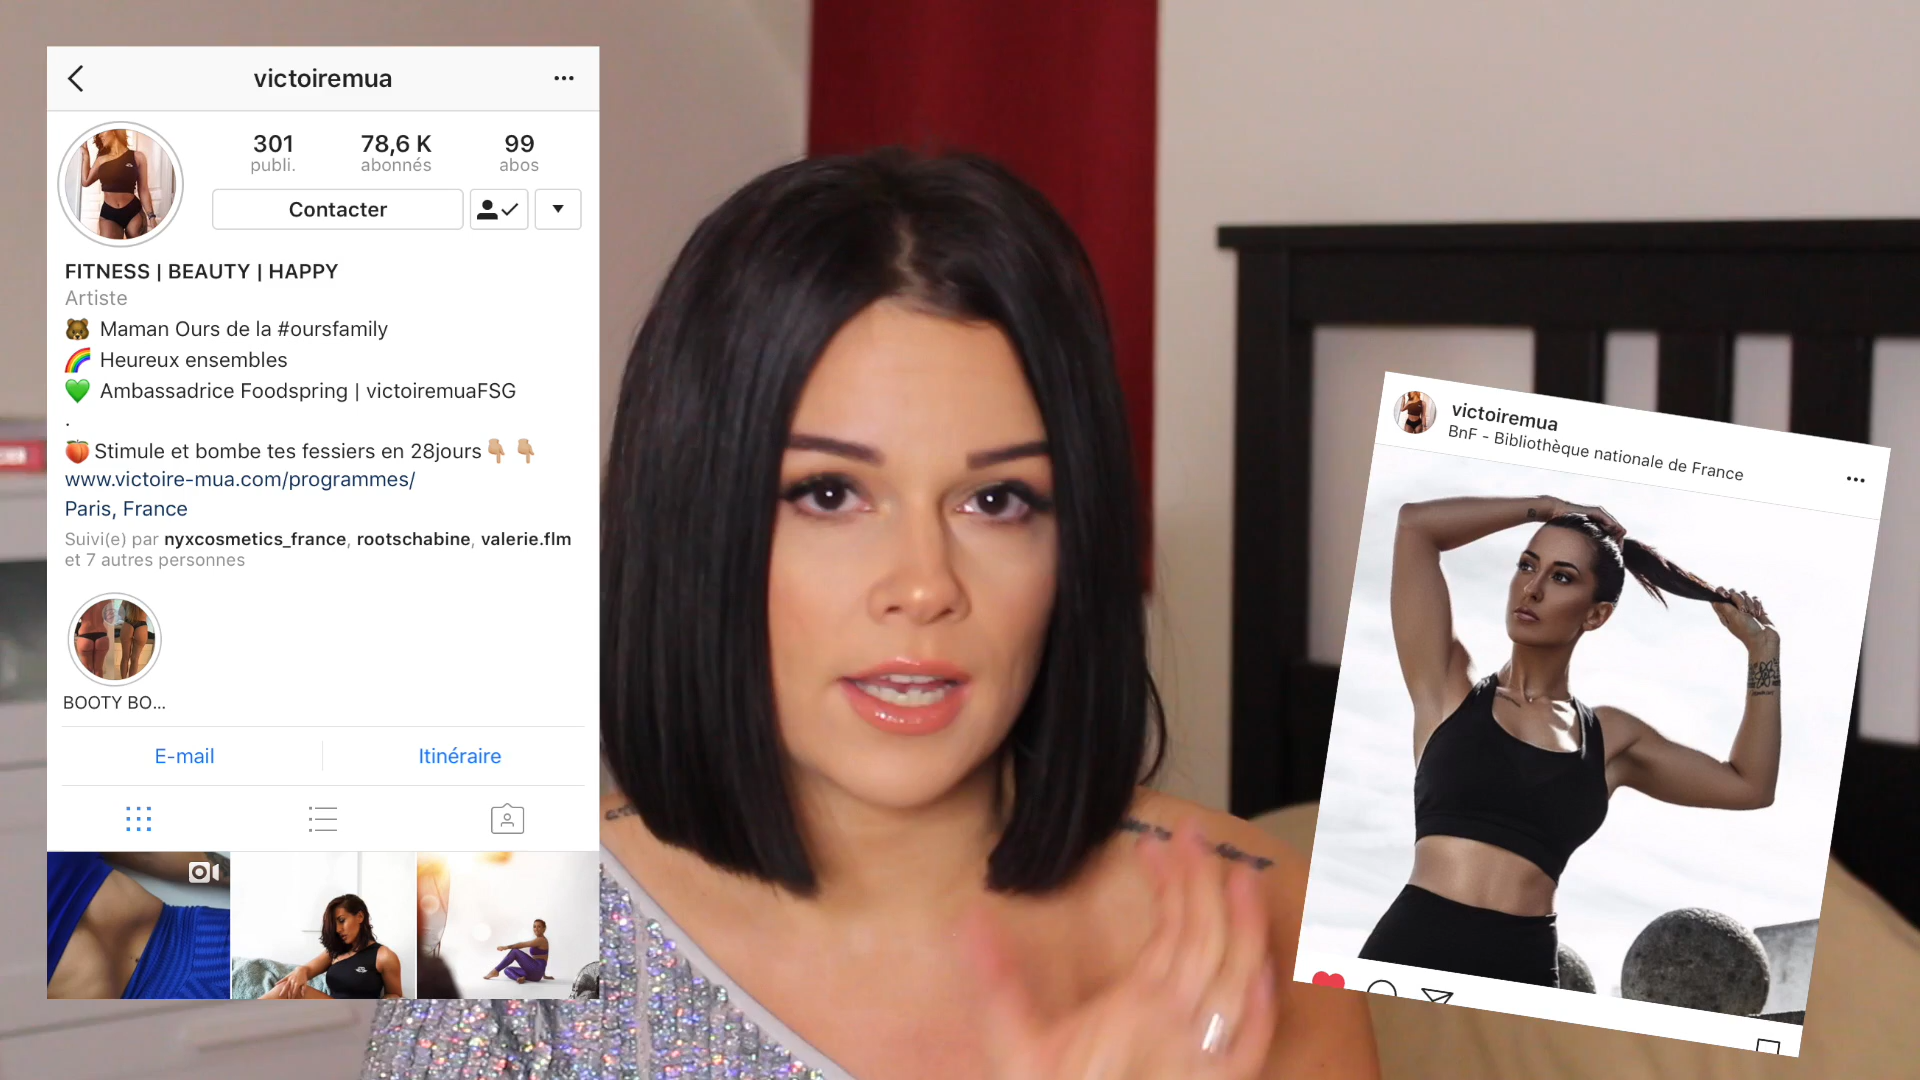 victoiremua
301
78,6 K
99
publi.
abonnés
abos
Contacter
FITNESS | BEAUTY | HAPPY
Artiste
🐻 Maman Ours de la #oursfamily
🌈 Heureux ensembles
💚 Ambassadrice Foodspring | victoiremuaFSG
.
🍑 Stimule et bombe tes fessiers en 28jours 👇🏼 👇🏼
www.victoire-mua.com/programmes/
Paris, France
Suivi(e) par nyxcosmetics_france, rootschabine, valerie.flm
et 7 autres personnes
BOOTY BO...
E-mail
Itinéraire
victoiremua
BnF - Bibliothèque nationale de France